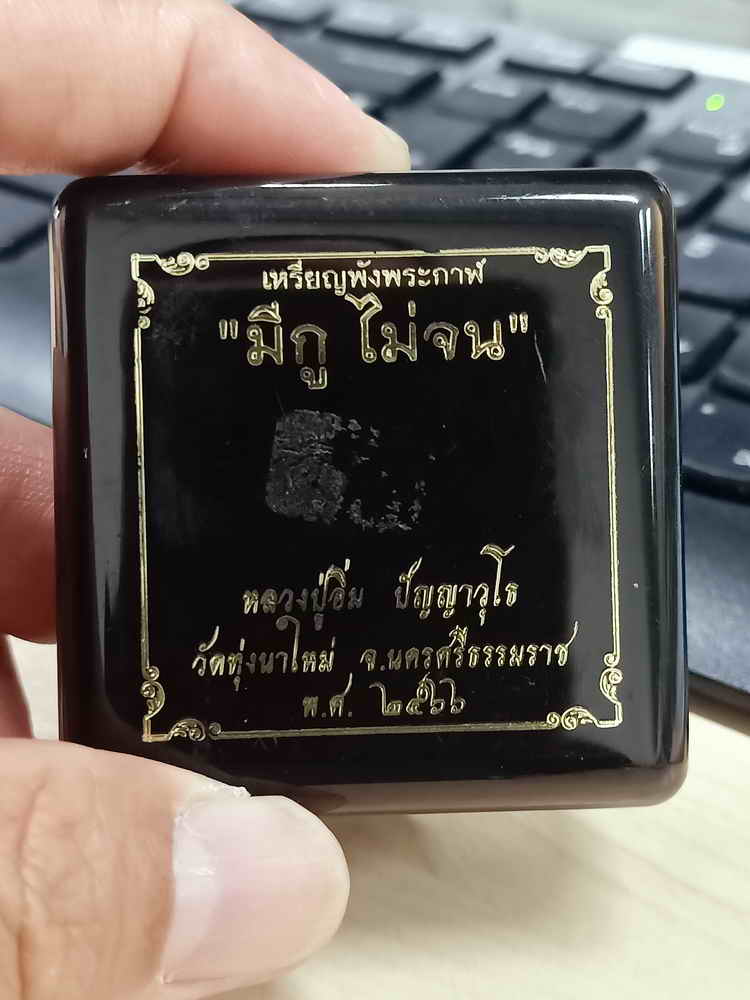 เหรียญพังพระกาฬ
"มีกู ไม่จน"
หลวงปู่อิ่ม ปัญญาวุโธ
วัดทุ่งนาใหม่ จ.นครศรีธรรมราช
พ.ศ. ๒๕๖๖